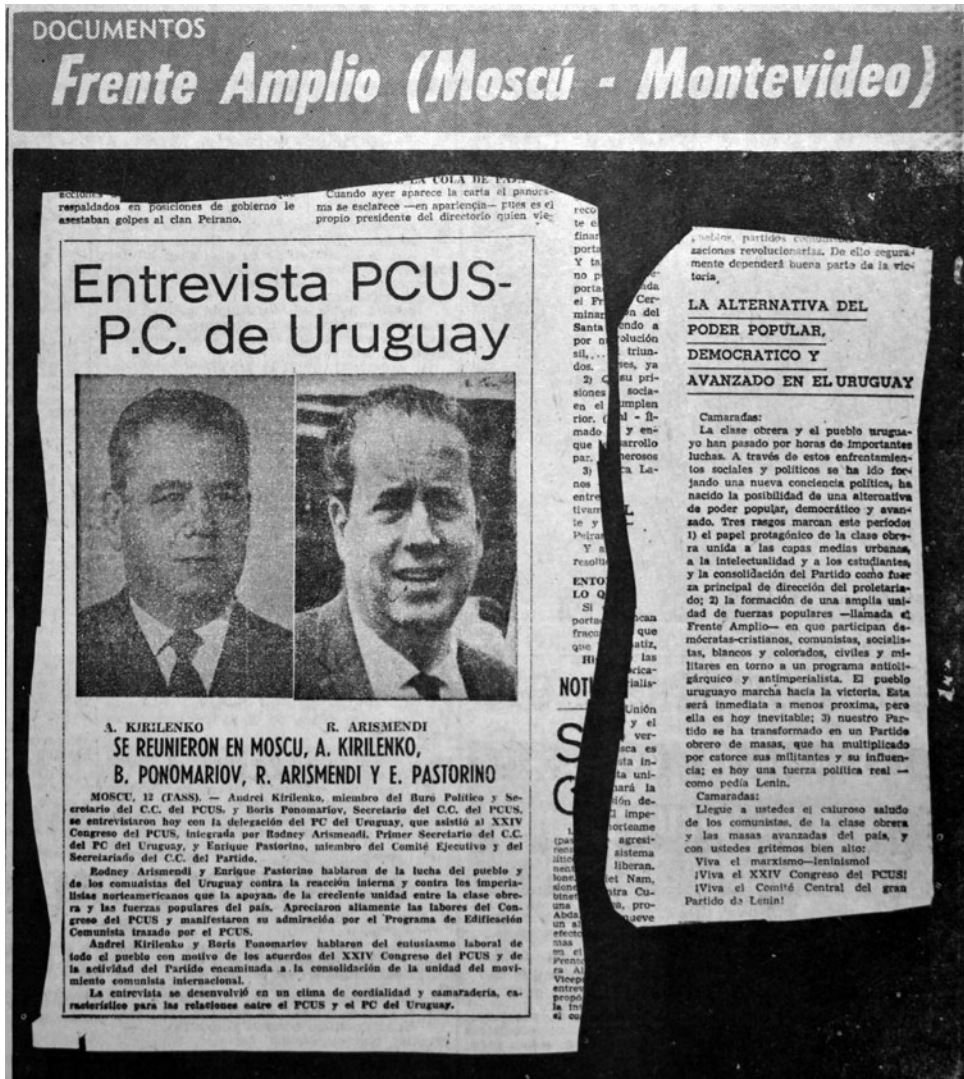 DOCUMENTOS
Frente Amplio (Moscú - Montevideo)
acciones
respaldados en posiciones de gobierno le
asestaban golpes al clan Peirano.
LA COLA DE PAJA
Cuando ayer aparece la carta el panora-
ma se esclarece —en apariencia— pues es el
propio presidente del directorio quien vie-
Entrevista PCUS-
P.C. de Uruguay
A. KIRILENKO R. ARISMENDI
SE REUNIERON EN MOSCU, A. KIRILENKO,
B. PONOMARIOV, R. ARISMENDI Y E. PASTORINO
MOSCU, 12 (TASS). — Andrei Kirilenko, miembro del Buró Político y Se-
cretario del C.C. del PCUS, y Boris Ponomariov, Secretario del C.C. del PCUS,
se entrevistaron hoy con la delegación del PC del Uruguay, que asistió al XXIV
Congreso del PCUS, integrada por Rodney Arismendi, Primer Secretario del C.C.
del PC del Uruguay, y Enrique Pastorino, miembro del Comité Ejecutivo y del
Secretariado del C.C. del Partido.
Rodney Arismendi y Enrique Pastorino hablaron de la lucha del pueblo y
de los comunistas del Uruguay contra la reacción interna y contra los imperia-
listas norteamericanos que la apoyan, de la creciente unidad entre la clase obre-
ra y las fuerzas populares del país. Apreciaron altamente las labores del Con-
greso del PCUS y manifestaron su admiración por el Programa de Edificación
Comunista trazado por el PCUS.
Andrei Kirilenko y Boris Ponomariov hablaron del entusiasmo laboral de
todo el pueblo con motivo de los acuerdos del XXIV Congreso del PCUS y de
la actividad del Partido encaminada a la consolidación de la unidad del movi-
miento comunista internacional.
La entrevista se desenvolvió en un clima de cordialidad y camaradería, ca-
racterístico para las relaciones entre el PCUS y el PC del Uruguay.
pueblos, partidos
zaciones revolucionarias. De ello segura-
mente dependerá buena parte de la vic-
toria
LA ALTERNATIVA DEL
PODER POPULAR,
DEMOCRATICO Y
AVANZADO EN EL URUGUAY
Camaradas:
La clase obrera y el pueblo urugua-
yo han pasado por horas de importantes
luchas. A través de estos enfrentamien-
tos sociales y políticos se ha ido for-
jando una nueva conciencia política, ha
nacido la posibilidad de una alternativa
de poder popular, democrático y avan-
zado. Tres rasgos marcan este período:
1) el papel protagónico de la clase obre-
ra unida a las capas medias urbanas,
a la intelectualidad y a los estudiantes,
y la consolidación del Partido como fuer
za principal de dirección del proletaria-
do; 2) la formación de una amplia uni-
dad de fuerzas populares —llamada el
Frente Amplio— en que participan de-
mócratas-cristianos, comunistas, socialis-
tas, blancos y colorados, civiles y mi-
litares en torno a un programa antioli-
gárquico y antimperialista. El pueblo
uruguayo marcha hacia la victoria. Esta
será inmediata a menos proxima, pero
ella es hoy inevitable; 3) nuestro Par-
tido se ha transformado en un Partido
obrero de masas, que ha multiplicado
por catorce sus militantes y su influen-
cia; es hoy una fuerza política real —
como pedía Lenin.
Camaradas:
Llegue a ustedes el caluroso saludo
de los comunistas, de la clase obrera
y las masas avanzadas del país, y
con ustedes gritemos bien alto:
Viva el marxismo—leninismo!
¡Viva el XXIV Congreso del PCUS!
¡Viva el Comité Central del gran
Partido de Lenin!